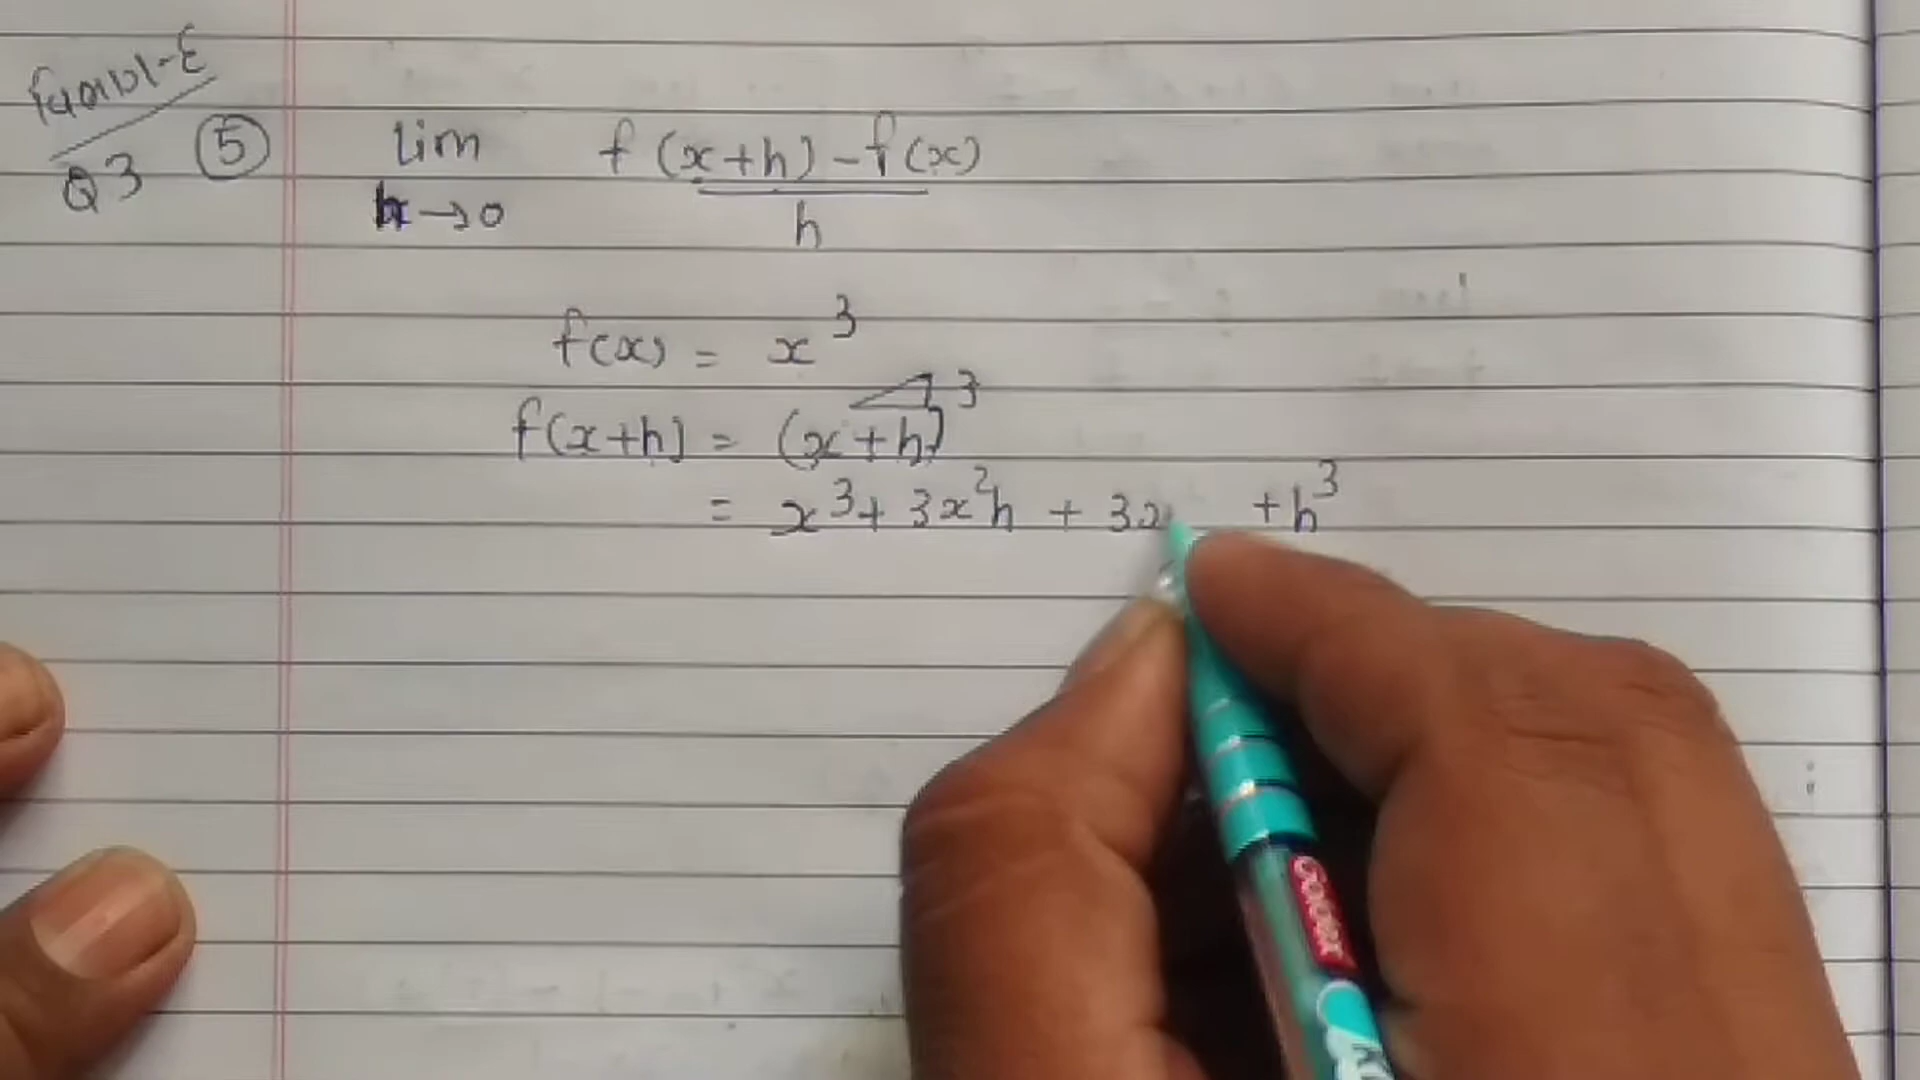 વિભાગ-E
Q3 (5) lim f(x+h)-f(x)
h→0 h
f(x) = x³
f(x+h) = (x+h)³
= x³+ 3x²h + 3x +h³